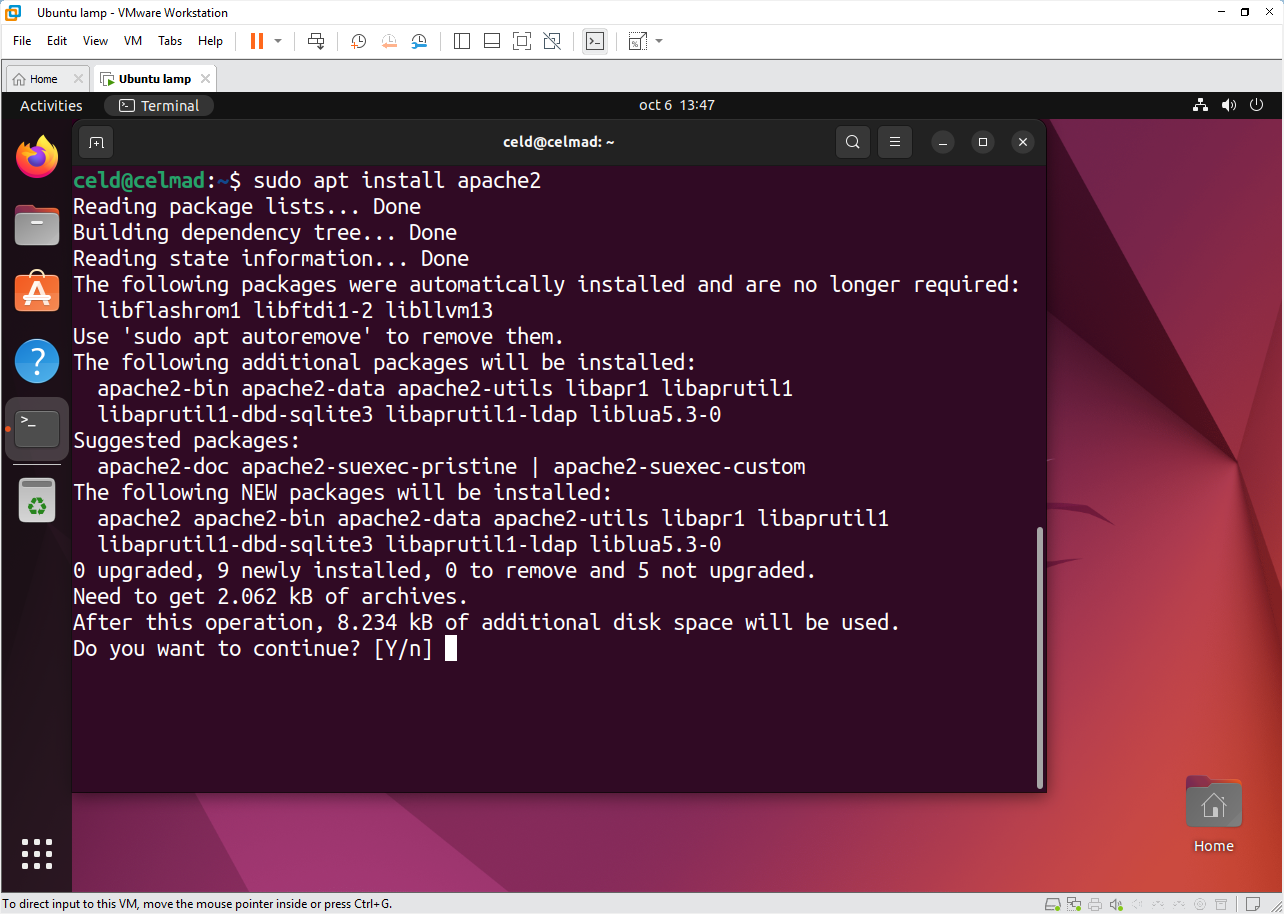 Ubuntu lamp - VMware Workstation
File Edit View VM Tabs Help
Home
Ubuntu lamp
Activities
Terminal
oct 6 13:47
celd@celmad: ~
celd@celmad:~$ sudo apt install apache2
Reading package lists... Done
Building dependency tree... Done
Reading state information... Done
The following packages were automatically installed and are no longer required:
libflashrom1 libftdi1-2 libllvm13
Use 'sudo apt autoremove' to remove them.
The following additional packages will be installed:
apache2-bin apache2-data apache2-utils libapr1 libaprutil1
libaprutil1-dbd-sqlite3 libaprutil1-ldap liblua5.3-0
Suggested packages:
apache2-doc apache2-suexec-pristine | apache2-suexec-custom
The following NEW packages will be installed:
apache2 apache2-bin apache2-data apache2-utils libapr1 libaprutil1
libaprutil1-dbd-sqlite3 libaprutil1-ldap liblua5.3-0
0 upgraded, 9 newly installed, 0 to remove and 5 not upgraded.
Need to get 2.062 kB of archives.
After this operation, 8.234 kB of additional disk space will be used.
Do you want to continue? [Y/n]
Home
To direct input to this VM, move the mouse pointer inside or press Ctrl+G.